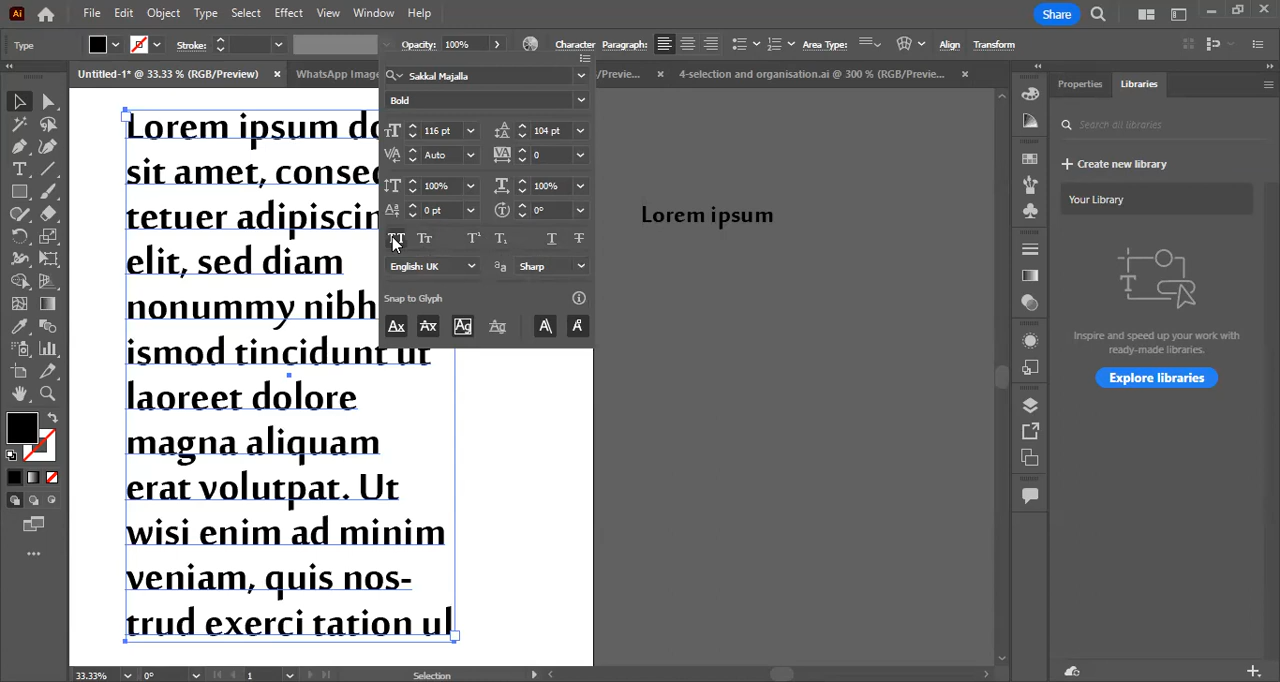 Ai File Edit Object Type Select Effect View Window Help Share
Type Stroke: Opacity: 100% Character Paragraph: Area Type: Align Transform
Untitled-1* @ 33.33 % (RGB/Preview) × WhatsApp Image /Previe... × 4-selection and organisation.ai @ 300 % (RGB/Previe... ×
Properties Libraries
Sakkal Majalla
Bold
116 pt 104 pt
Auto 0
100% 100%
0 pt 0°
English: UK Sharp
Snap to Glyph
Lorem ipsum do
sit amet, consec
tetuer adipiscin
elit, sed diam
nonummy nibh
ismod tincidunt ut
laoreet dolore
magna aliquam
erat volutpat. Ut
wisi enim ad minim
veniam, quis nos-
trud exerci tation ul
Lorem ipsum
Search all libraries
Create new library
Your Library
Inspire and speed up your work with
ready-made libraries.
Explore libraries
33.33% 0° 1 Selection